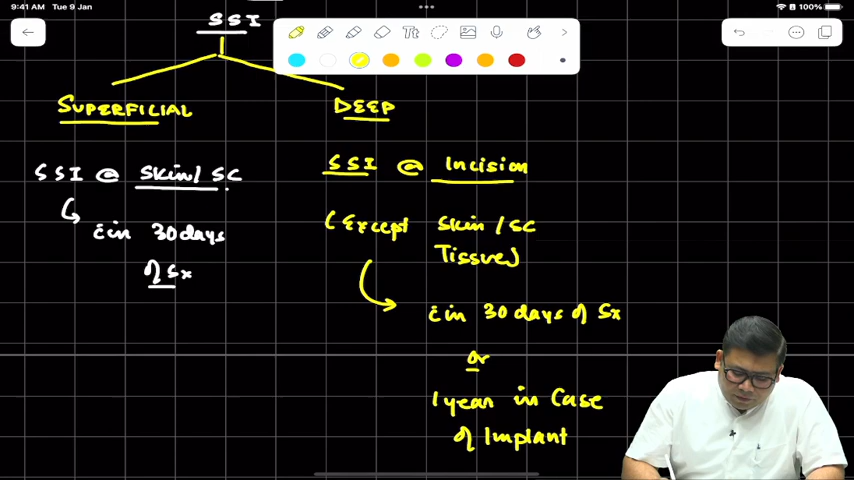 9:41 Tue 9 Jan
100%
SSI
Tt
SUPERFICIAL
DEEP
SSI @ Skin/SC
c̄in 30 days
of Sx
SSI @ Incision
(Except Skin/SC
Tissue)
c̄in 30 days of Sx
or
1 year in Case
of Implant